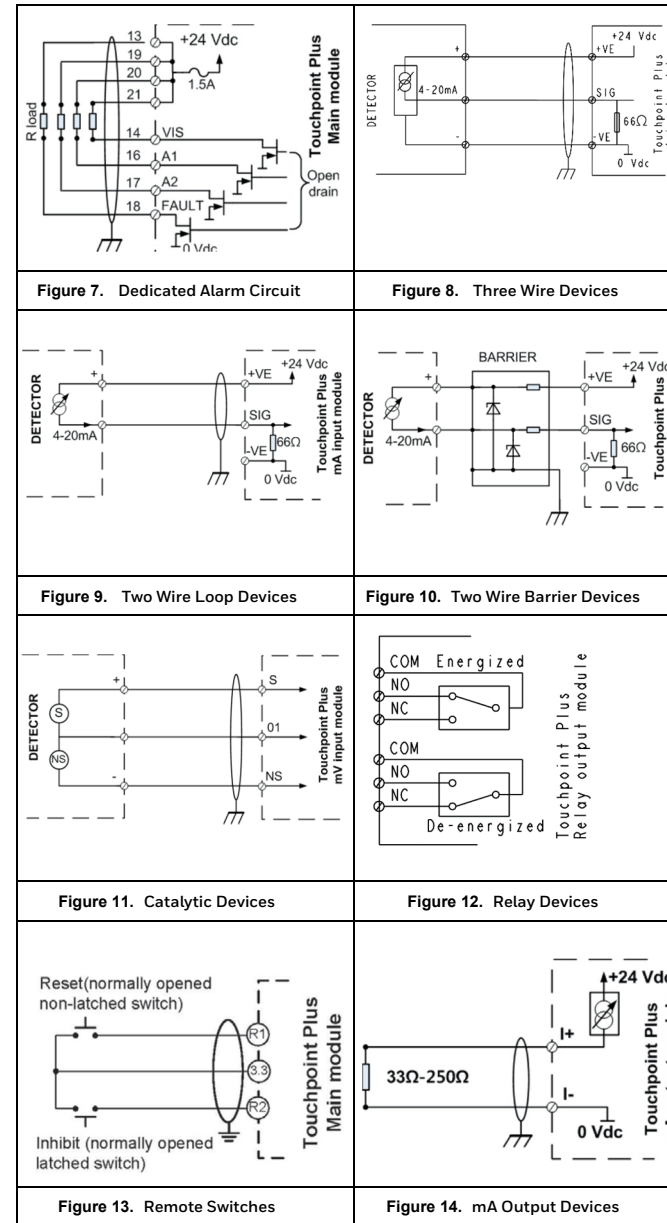 13
+24 Vdc
19
20
1.5A
21
R load
14
VIS
16
A1
17
A2
Open
drain
18
FAULT
0 Vdc
Touchpoint Plus
Main module
Figure 7. Dedicated Alarm Circuit
+24 Vdc
+
+VE
DETECTOR
4-20mA
SIG
66Ω
-
-VE
0 Vdc
Touchpoint Plus
Figure 8. Three Wire Devices
+24 Vdc
+
+VE
DETECTOR
SIG
4-20mA
66Ω
-VE
0 Vdc
Touchpoint Plus
mA input module
Figure 9. Two Wire Loop Devices
BARRIER
+24 Vdc
+
+VE
DETECTOR
SIG
4-20mA
66Ω
-VE
0 Vdc
Touchpoint Plus
Figure 10. Two Wire Barrier Devices
+
S
S
DETECTOR
01
NS
-
NS
Touchpoint Plus
mV input module
Figure 11. Catalytic Devices
COM Energized
NO
NC
COM
NO
NC
De-energized
Touchpoint Plus
Relay output module
Figure 12. Relay Devices
Reset(normally opened
non-latched switch)
R1
3.3
R2
Inhibit (normally opened
latched switch)
Touchpoint Plus
Main module
Figure 13. Remote Switches
+24 Vdc
I+
33Ω-250Ω
I-
0 Vdc
Touchpoint Plus
Figure 14. mA Output Devices